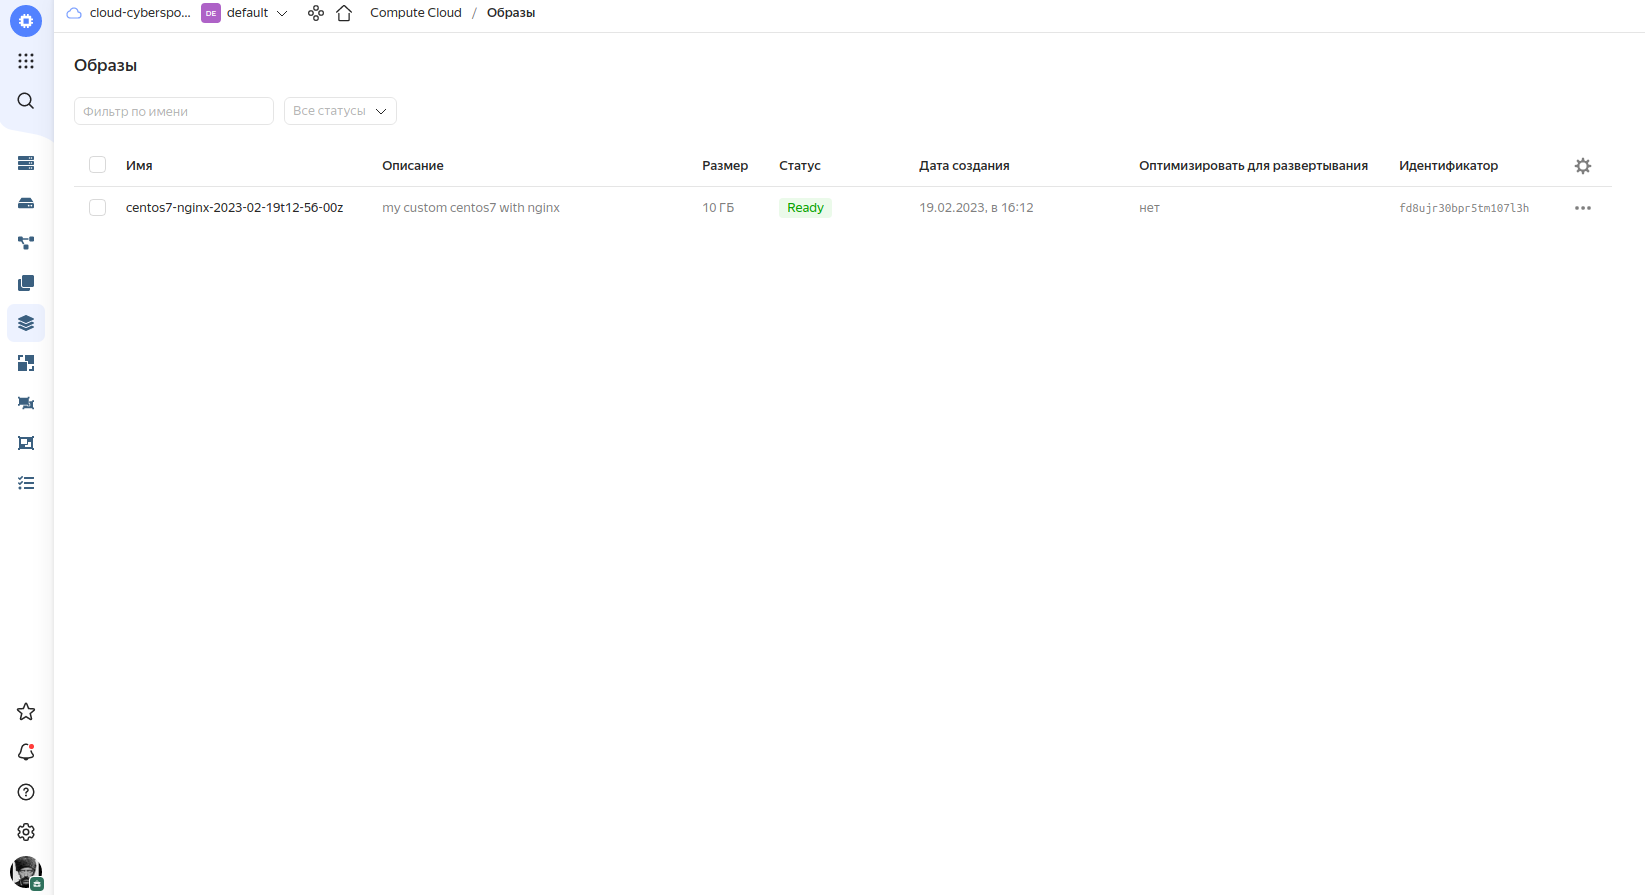 cloud-cyberspo... DE default Compute Cloud / Образы
Образы
Фильтр по имени Все статусы
Имя Описание Размер Статус Дата создания Оптимизировать для развертывания Идентификатор
centos7-nginx-2023-02-19t12-56-00z my custom centos7 with nginx 10 ГБ Ready 19.02.2023, в 16:12 нет fd8ujr30bpr5tm107l3h